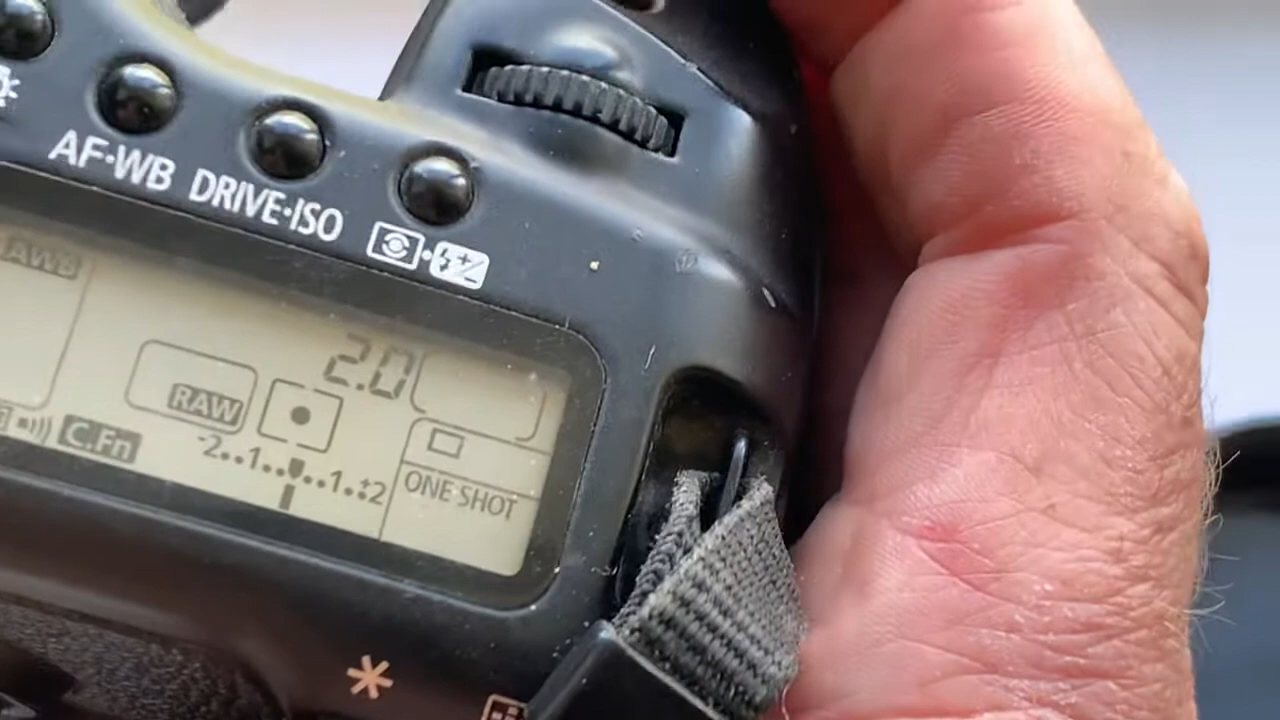 AF•WB DRIVE•ISO
AWB
2.0
RAW
C.Fn
-2..1..▼..1.+2
ONE SHOT
*